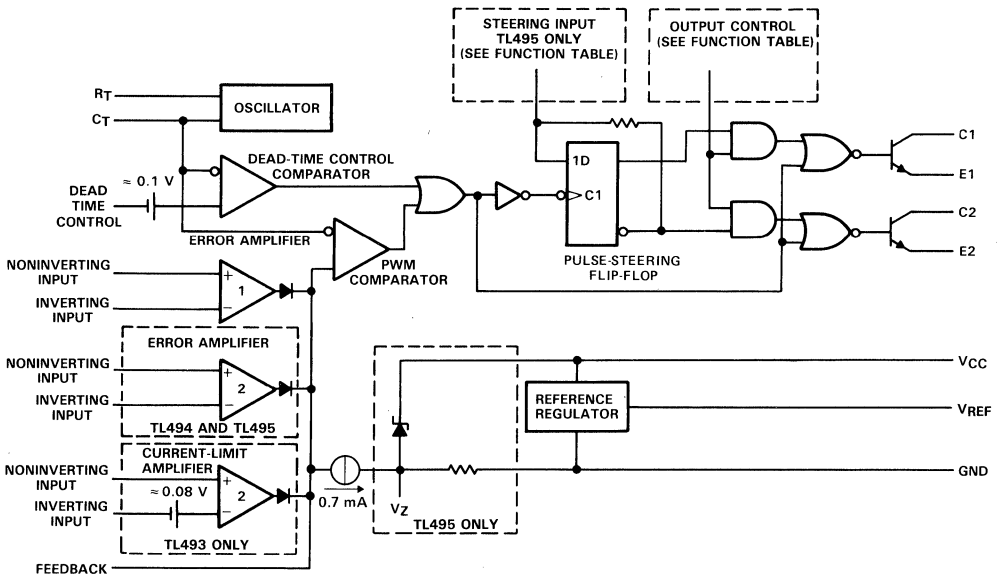 STEERING INPUT
TL495 ONLY
(SEE FUNCTION TABLE)
OUTPUT CONTROL
(SEE FUNCTION TABLE)
RT
CT
OSCILLATOR
DEAD-TIME CONTROL
COMPARATOR
≈ 0.1 V
DEAD
TIME
CONTROL
1D
C1
C1
E1
C2
E2
PULSE-STEERING
FLIP-FLOP
ERROR AMPLIFIER
PWM
COMPARATOR
NONINVERTING
INPUT
+
1
INVERTING
INPUT
−
ERROR AMPLIFIER
NONINVERTING
INPUT
+
2
INVERTING
INPUT
−
TL494 AND TL495
CURRENT-LIMIT
AMPLIFIER
NONINVERTING
INPUT
+
≈ 0.08 V
2
INVERTING
INPUT
−
TL493 ONLY
FEEDBACK
0.7 mA
VZ
TL495 ONLY
REFERENCE
REGULATOR
VCC
VREF
GND